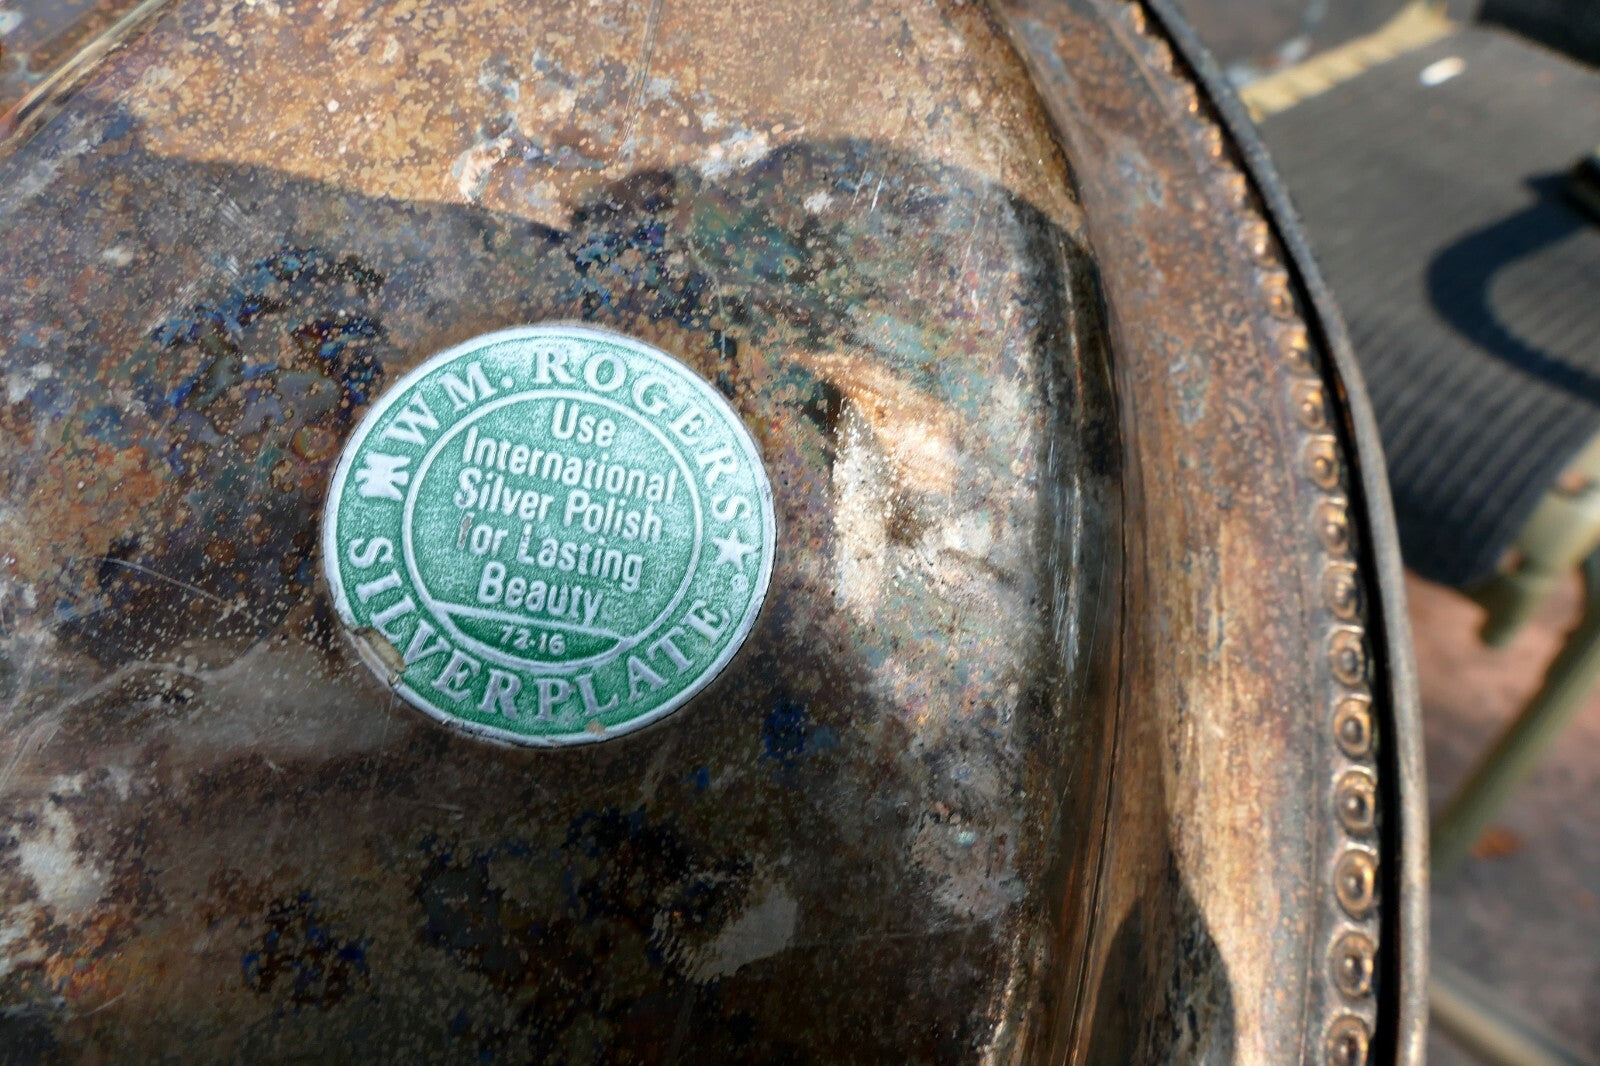 WM. ROGERS
Use
International
Silver Polish
for Lasting
Beauty
72-16
SILVERPLATE